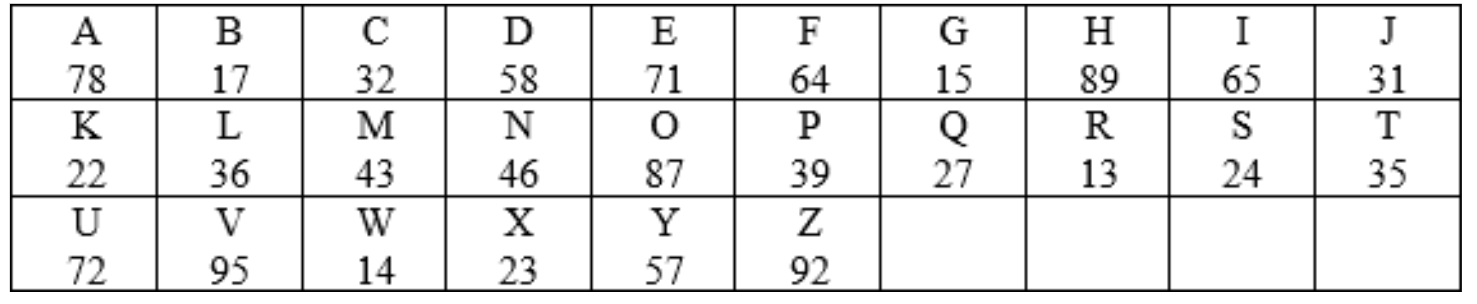 A B C D E F G H I J
78 17 32 58 71 64 15 89 65 31
K L M N O P Q R S T
22 36 43 46 87 39 27 13 24 35
U V W X Y Z
72 95 14 23 57 92